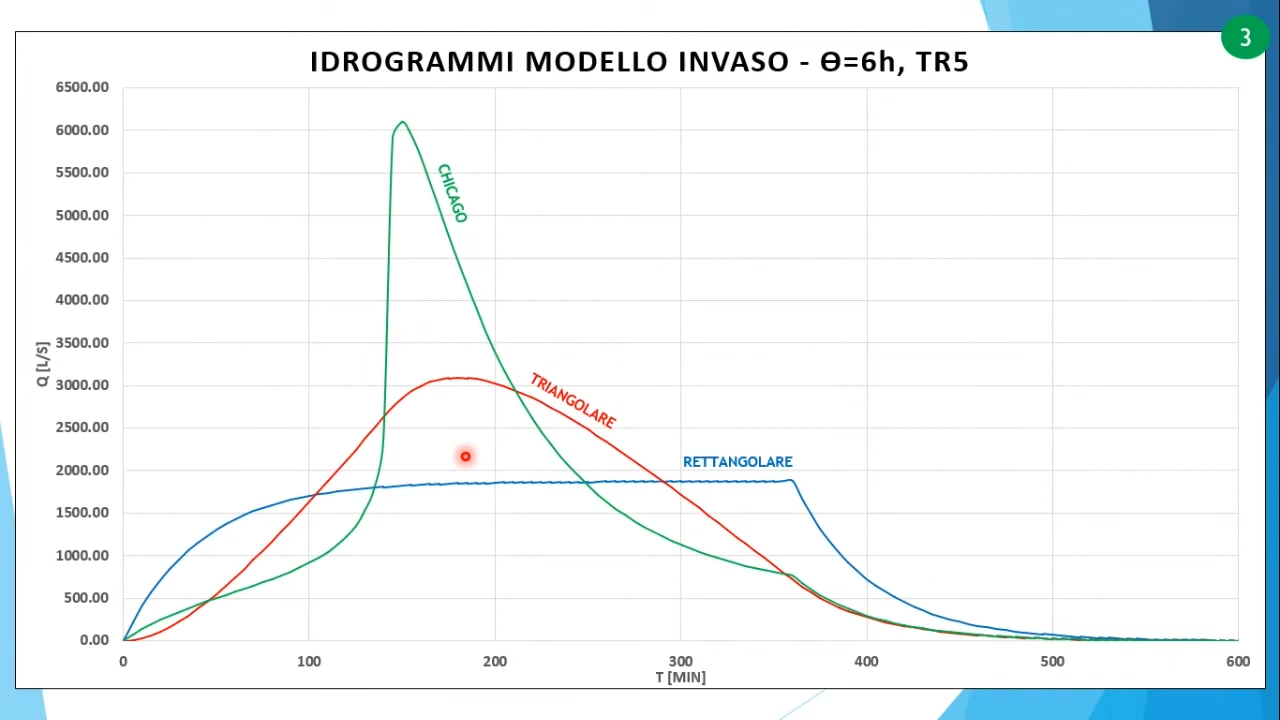 3
IDROGRAMMI MODELLO INVASO - Ө=6h, TR5
6500.00
6000.00
5500.00
5000.00
4500.00
4000.00
3500.00
3000.00
2500.00
2000.00
1500.00
1000.00
500.00
0.00
Q [L/S]
CHICAGO
TRIANGOLARE
RETTANGOLARE
0 100 200 300 400 500 600
T [MIN]